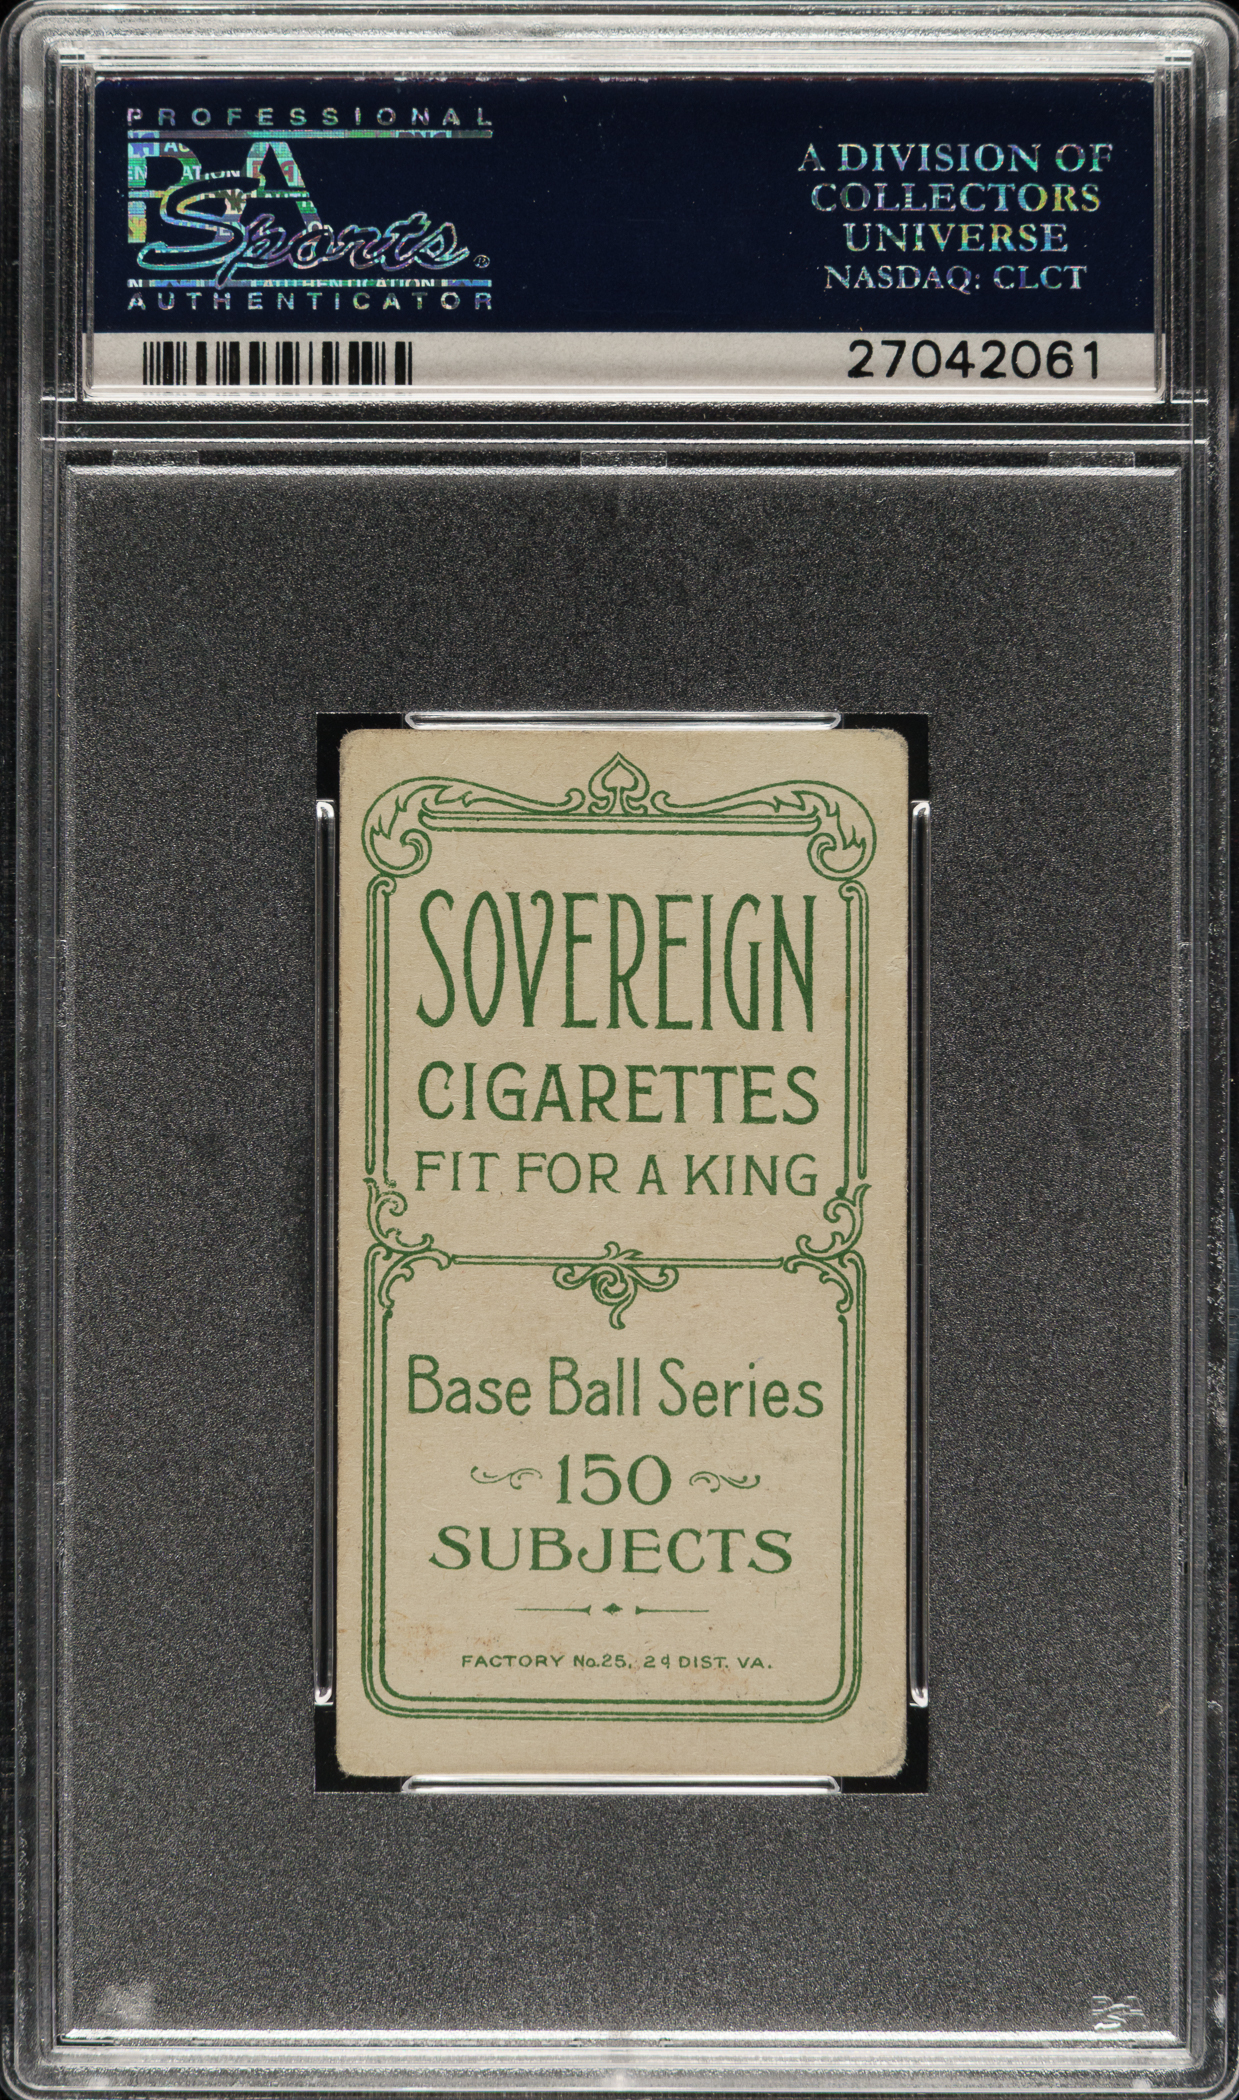 PROFESSIONAL
PSA
Sports®
AUTHENTICATOR
A DIVISION OF
COLLECTORS
UNIVERSE
NASDAQ: CLCT
27042061
SOVEREIGN
CIGARETTES
FIT FOR A KING
Base Ball Series
150
SUBJECTS
FACTORY No.25, 2d DIST. VA.
PSA